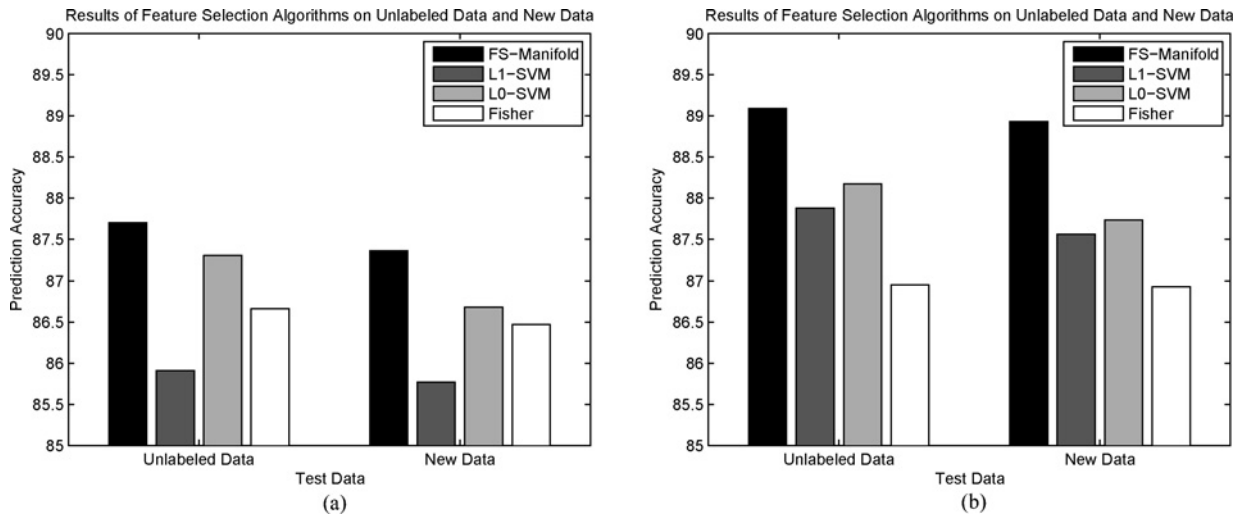 Results of Feature Selection Algorithms on Unlabeled Data and New Data
90
89.5
89
88.5
88
87.5
87
86.5
86
85.5
85
Prediction Accuracy
FS-Manifold
L1-SVM
L0-SVM
Fisher
Unlabeled Data
New Data
Test Data
(a)
Results of Feature Selection Algorithms on Unlabeled Data and New Data
90
89.5
89
88.5
88
87.5
87
86.5
86
85.5
85
Prediction Accuracy
FS-Manifold
L1-SVM
L0-SVM
Fisher
Unlabeled Data
New Data
Test Data
(b)